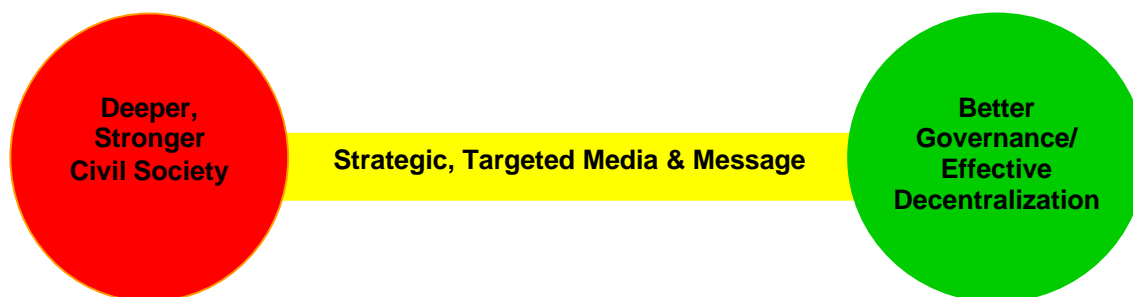 Deeper,
Stronger
Civil Society
Strategic, Targeted Media & Message
Better
Governance/
Effective
Decentralization